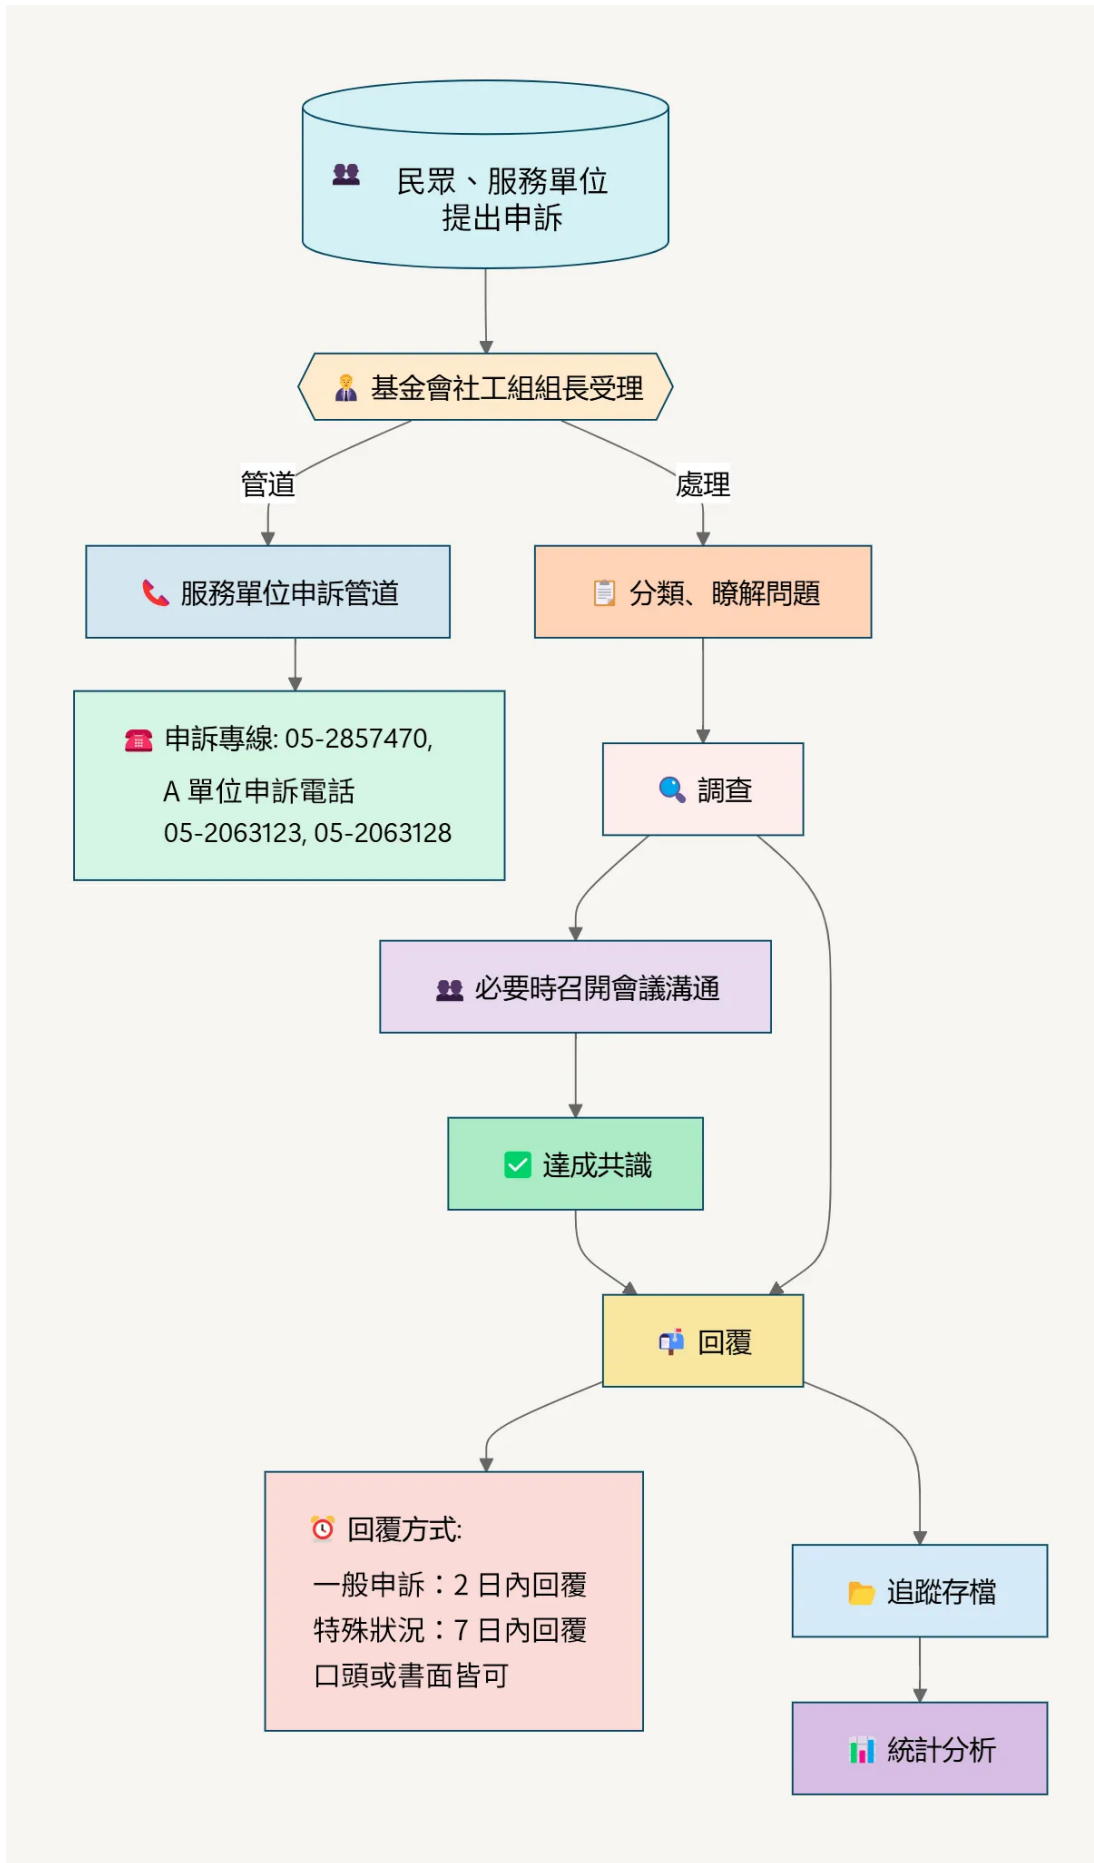 民眾、服務單位
提出申訴
基金會社工組組長受理
管道
處理
服務單位申訴管道
分類、瞭解問題
申訴專線: 05-2857470,
A 單位申訴電話
05-2063123, 05-2063128
調查
必要時召開會議溝通
達成共識
回覆
回覆方式:
一般申訴：2 日內回覆
特殊狀況：7 日內回覆
口頭或書面皆可
追蹤存檔
統計分析